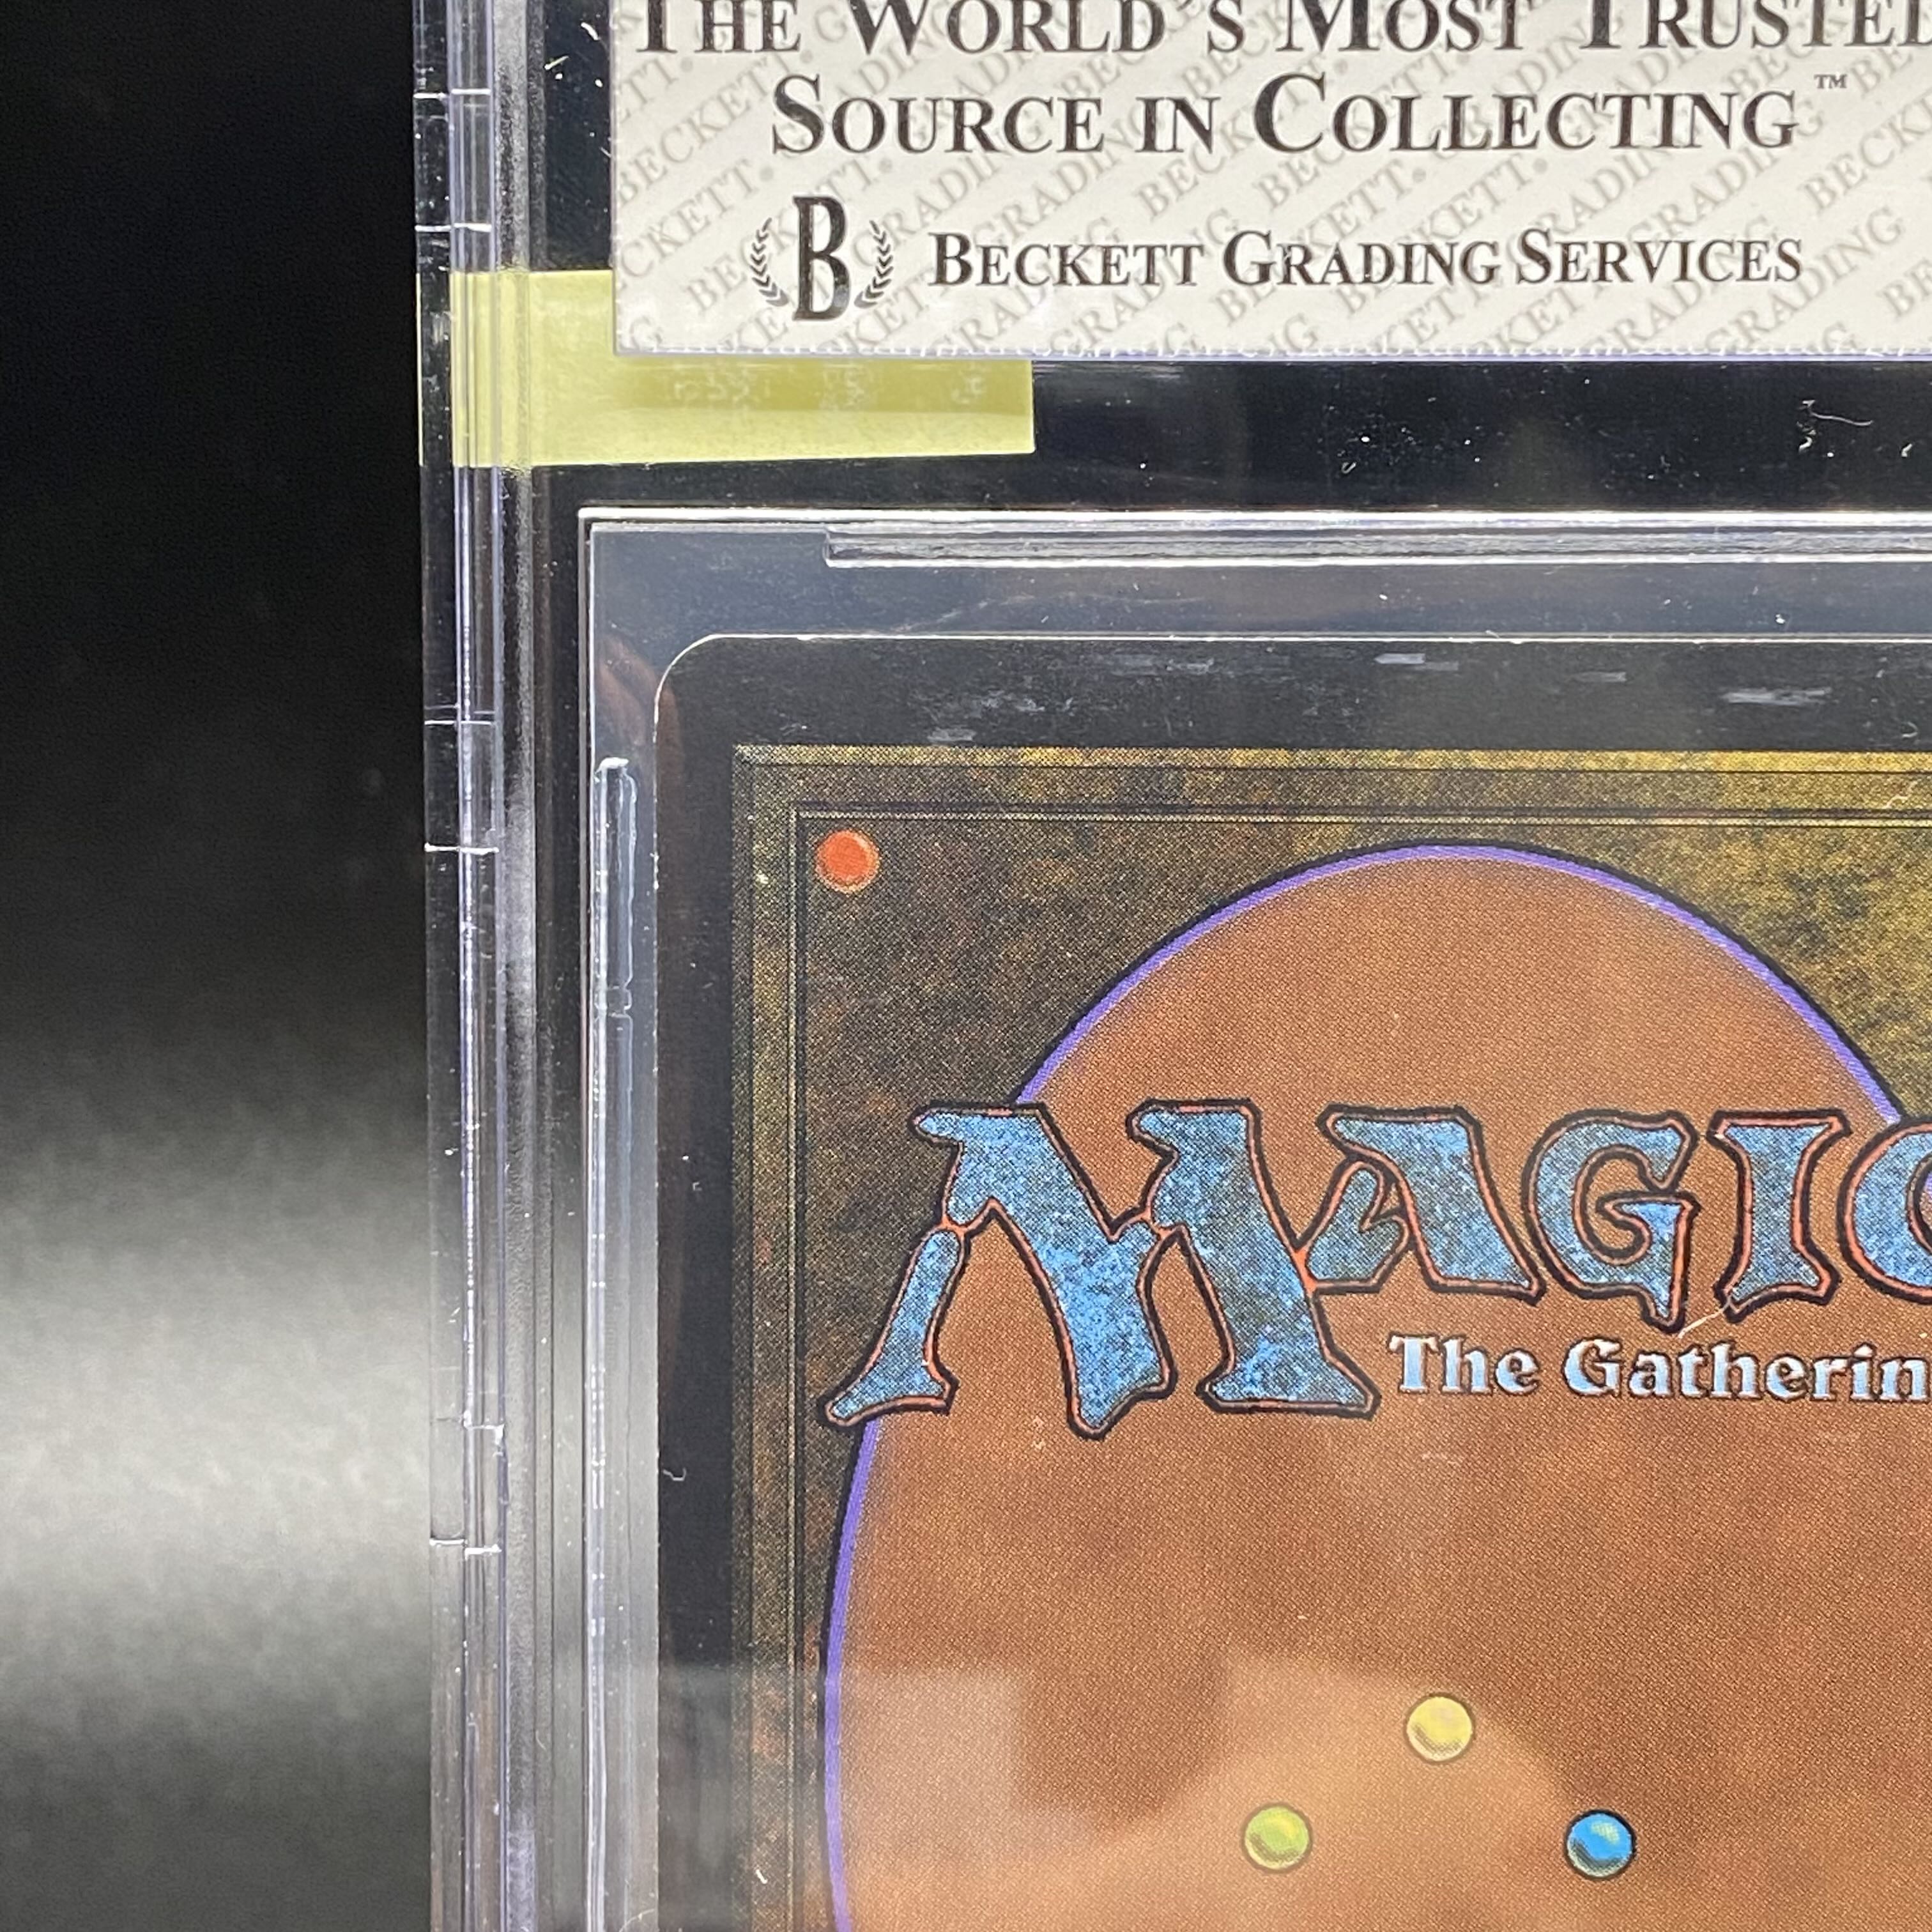 THE WORLD'S MOST TRUSTED
SOURCE IN COLLECTING™
B BECKETT GRADING SERVICES
MAGIC
The Gatherin